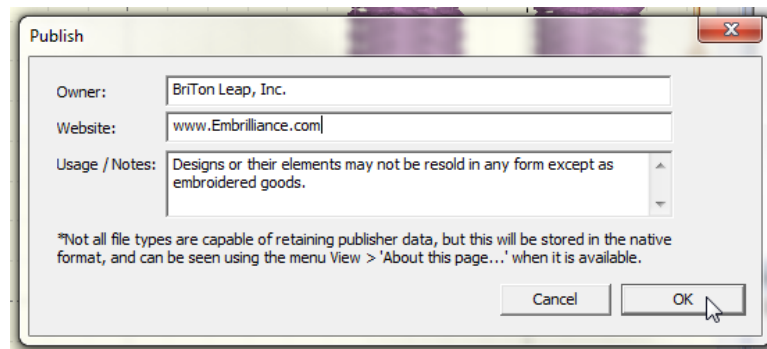 Publish
Owner: BriTon Leap, Inc.
Website: www.Embrilliance.com
Usage / Notes: Designs or their elements may not be resold in any form except as
embroidered goods.
*Not all file types are capable of retaining publisher data, but this will be stored in the native
format, and can be seen using the menu View > 'About this page...' when it is available.
Cancel OK